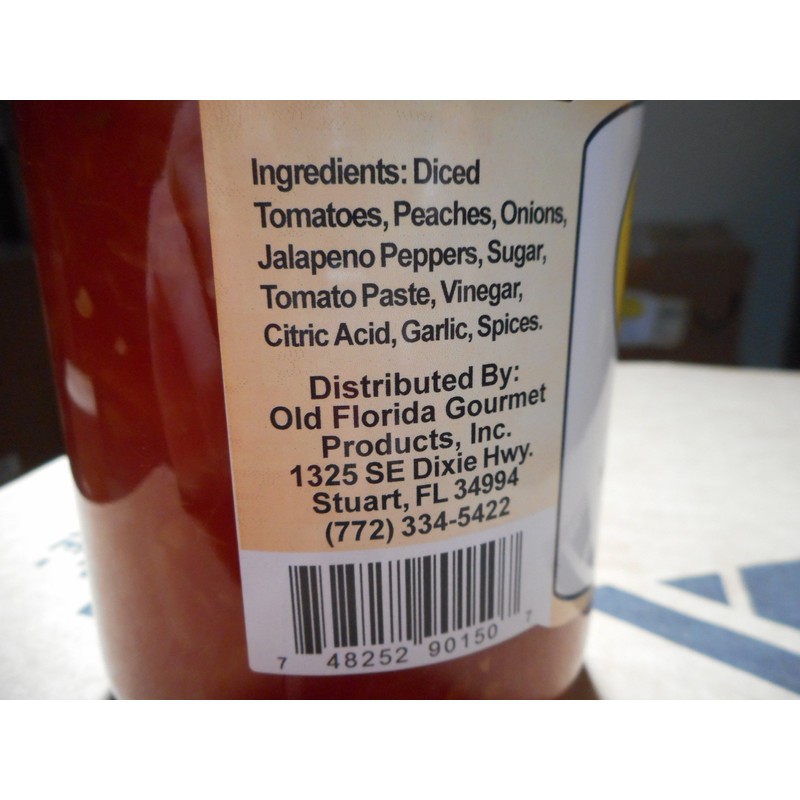 Ingredients: Diced
Tomatoes, Peaches, Onions,
Jalapeno Peppers, Sugar,
Tomato Paste, Vinegar,
Citric Acid, Garlic, Spices.
Distributed By:
Old Florida Gourmet
Products, Inc.
1325 SE Dixie Hwy.
Stuart, FL 34994
(772) 334-5422
7 48252 90150 7